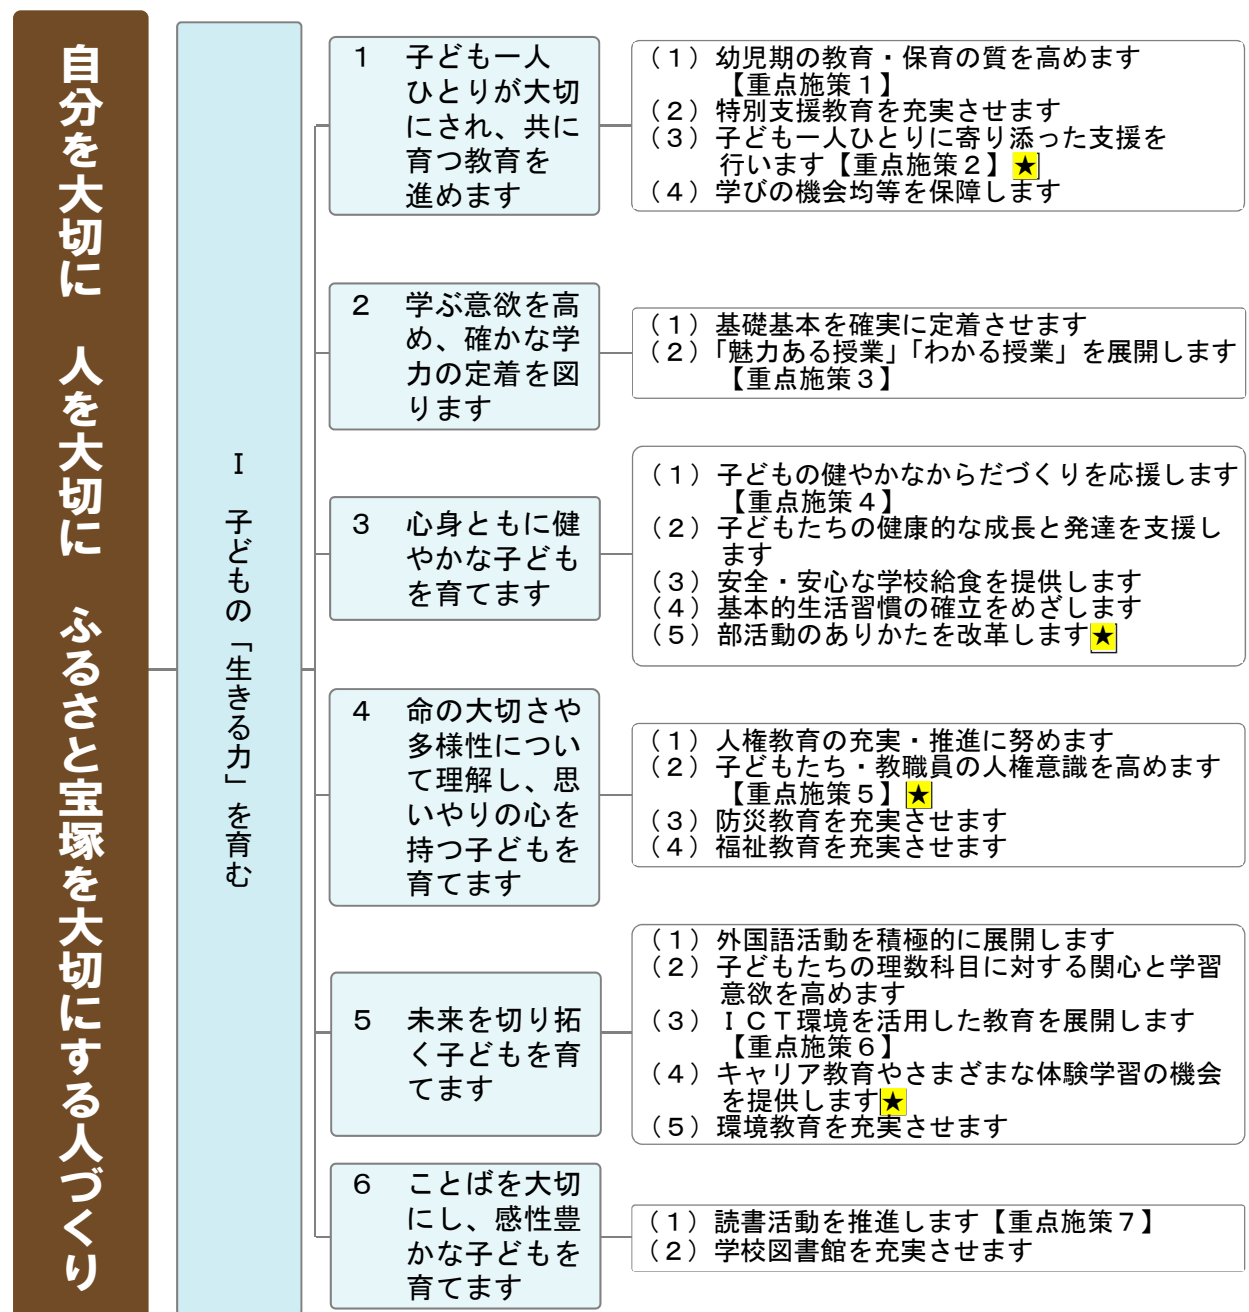 自分を大切に　人を大切に　ふるさと宝塚を大切にする人づくり
Ⅰ　子どもの「生きる力」を育む
１　子ども一人
ひとりが大切
にされ、共に
育つ教育を
進めます
（１）幼児期の教育・保育の質を高めます
【重点施策１】
（２）特別支援教育を充実させます
（３）子ども一人ひとりに寄り添った支援を
行います【重点施策２】★
（４）学びの機会均等を保障します
２　学ぶ意欲を高
め、確かな学
力の定着を図
ります
（１）基礎基本を確実に定着させます
（２）「魅力ある授業」「わかる授業」を展開します
【重点施策３】
３　心身ともに健
やかな子ども
を育てます
（１）子どもの健やかなからだづくりを応援します
【重点施策４】
（２）子どもたちの健康的な成長と発達を支援し
ます
（３）安全・安心な学校給食を提供します
（４）基本的生活習慣の確立をめざします
（５）部活動のありかたを改革します★
４　命の大切さや
多様性につい
て理解し、思
いやりの心を
持つ子どもを
育てます
（１）人権教育の充実・推進に努めます
（２）子どもたち・教職員の人権意識を高めます
【重点施策５】★
（３）防災教育を充実させます
（４）福祉教育を充実させます
５　未来を切り拓
く子どもを育
てます
（１）外国語活動を積極的に展開します
（２）子どもたちの理数科目に対する関心と学習
意欲を高めます
（３）ＩＣＴ環境を活用した教育を展開します
【重点施策６】
（４）キャリア教育やさまざまな体験学習の機会
を提供します★
（５）環境教育を充実させます
６　ことばを大切
にし、感性豊
かな子どもを
育てます
（１）読書活動を推進します【重点施策７】
（２）学校図書館を充実させます